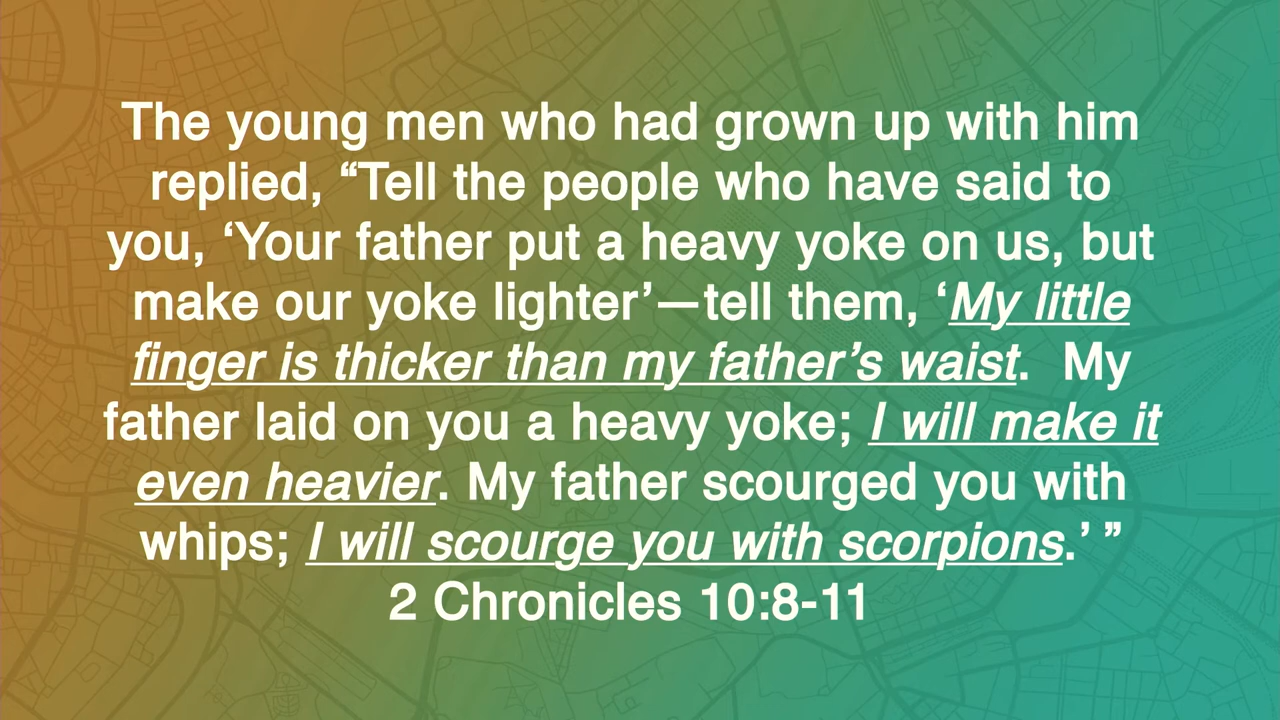 The young men who had grown up with him
replied, “Tell the people who have said to
you, ‘Your father put a heavy yoke on us, but
make our yoke lighter’—tell them, ‘My little
finger is thicker than my father’s waist.  My
father laid on you a heavy yoke; I will make it
even heavier. My father scourged you with
whips; I will scourge you with scorpions.’ ”
2 Chronicles 10:8-11